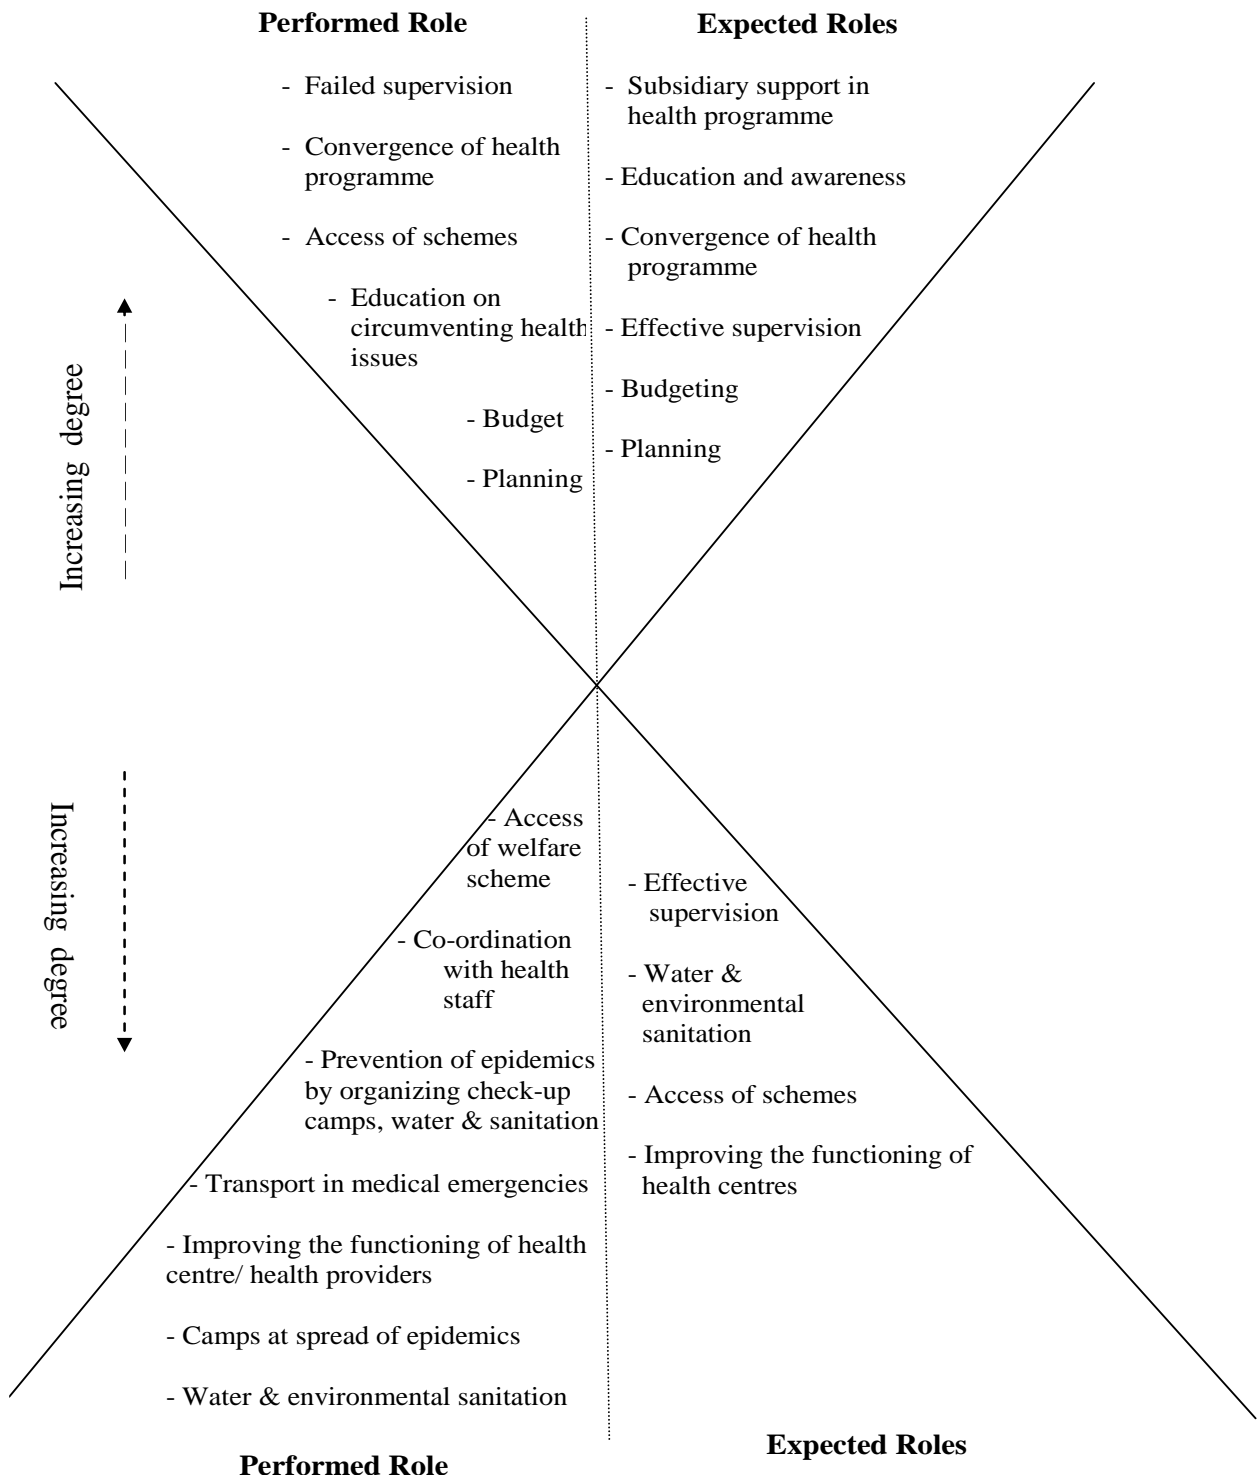 Performed Role
Expected Roles
- Failed supervision
- Convergence of health
programme
- Access of schemes
- Education on
circumventing health
issues
- Budget
- Planning
- Subsidiary support in
health programme
- Education and awareness
- Convergence of health
programme
- Effective supervision
- Budgeting
- Planning
Increasing degree
Increasing degree
- Access
of welfare
scheme
- Co-ordination
with health
staff
- Prevention of epidemics
by organizing check-up
camps, water & sanitation
- Transport in medical emergencies
- Improving the functioning of health
centre/ health providers
- Camps at spread of epidemics
- Water & environmental sanitation
- Effective
supervision
- Water &
environmental
sanitation
- Access of schemes
- Improving the functioning of
health centres
Performed Role
Expected Roles